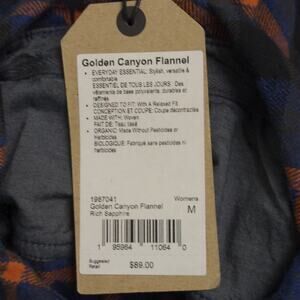 Golden Canyon Flannel
• EVERYDAY ESSENTIAL: Stylish, versatile &
comfortable
ESSENTIEL DE TOUS LES JOURS : Des
vêtements de base polyvalents, durables et
raffinés
• DESIGNED TO FIT: With A Relaxed Fit
CONCEPTION ET COUPE: Coupe décontractée
• MADE WITH: Woven
FAIT DE: Tissu tissé
• ORGANIC: Made Without Pesticides or
Herbicides
BIOLOGIQUE: Fabriqué sans pesticides ni
herbicides
1987041 Womens
Golden Canyon Flannel M
Rich Sapphire
1 95964 11064 0
Suggested
Retail $89.00